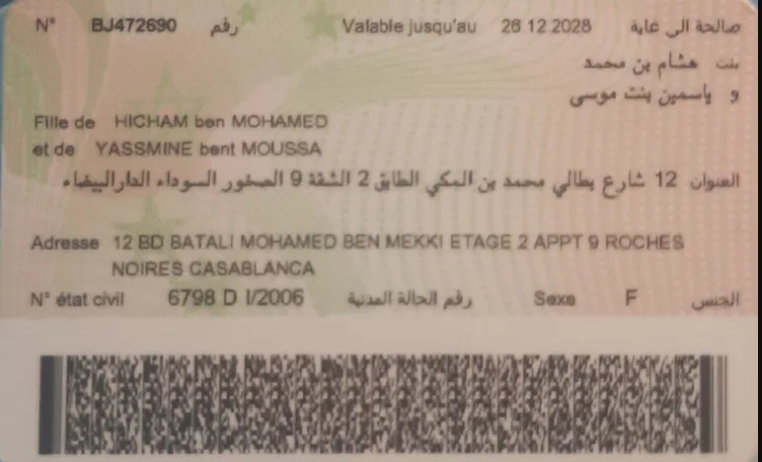 N° BJ472690 رقم Valable jusqu'au 26.12.2028 صالحة الى غاية
بنت هشام بن محمد
و ياسمين بنت موسى
Fille de HICHAM ben MOHAMED
et de YASSMINE bent MOUSSA
العنوان 12 شارع بطالي محمد بن المكي الطابق 2 الشقة 9 الصخور السوداء الدارالبيضاء
Adresse 12 BD BATALI MOHAMED BEN MEKKI ETAGE 2 APPT 9 ROCHES
NOIRES CASABLANCA
N° état civil 6798 D I/2006 رقم الحالة المدنية Sexe F الجنس